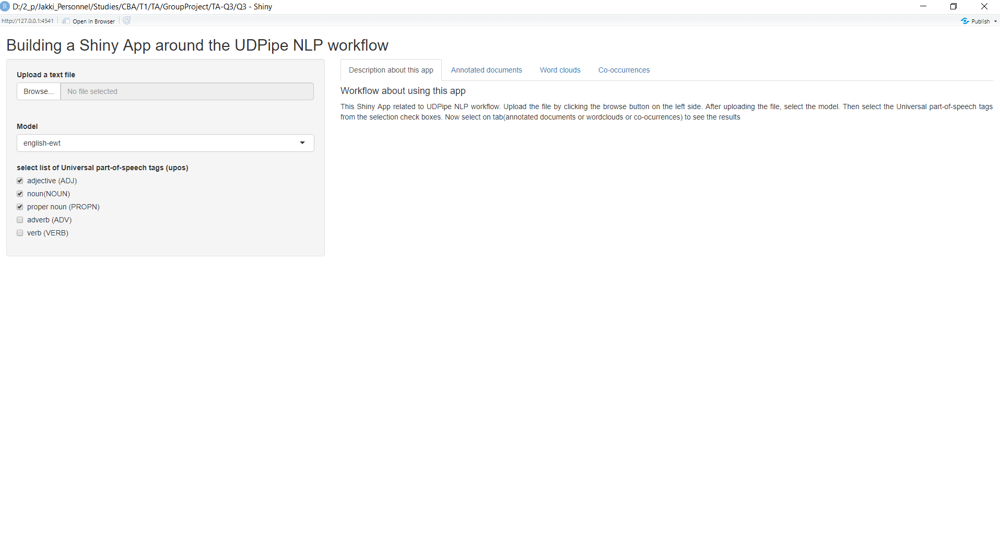 R D:/2_p/Jakki_Personnel/Studies/CBA/T1/TA/GroupProject/TA-Q3/Q3 - Shiny
http://127.0.0.1:4541 Open in Browser Publish
Building a Shiny App around the UDPipe NLP workflow
Upload a text file
Browse... No file selected
Model
english-ewt
select list of Universal part-of-speech tags (upos)
adjective (ADJ)
noun(NOUN)
proper noun (PROPN)
adverb (ADV)
verb (VERB)
Description about this app Annotated documents Word clouds Co-occurrences
Workflow about using this app
This Shiny App related to UDPipe NLP workflow. Upload the file by clicking the browse button on the left side. After uploading the file, select the model. Then select the Universal part-of-speech tags
from the selection check boxes. Now select on tab(annotated documents or wordclouds or co-ocurrences) to see the results